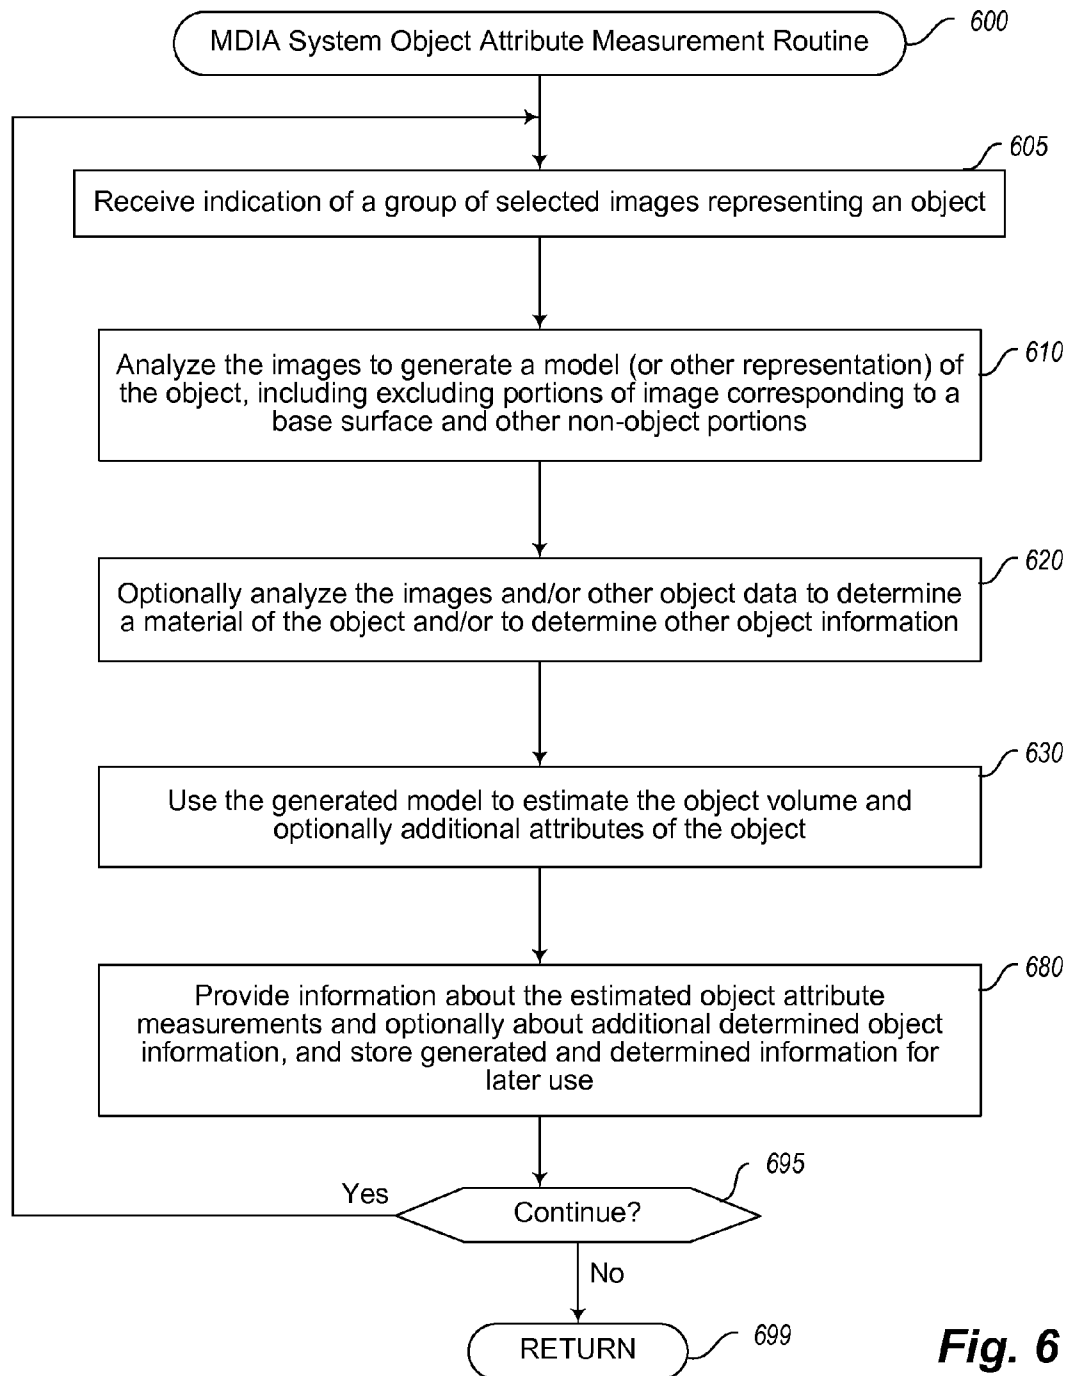 MDIA System Object Attribute Measurement Routine
600
605
Receive indication of a group of selected images representing an object
610
Analyze the images to generate a model (or other representation) of
the object, including excluding portions of image corresponding to a
base surface and other non-object portions
620
Optionally analyze the images and/or other object data to determine
a material of the object and/or to determine other object information
630
Use the generated model to estimate the object volume and
optionally additional attributes of the object
680
Provide information about the estimated object attribute
measurements and optionally about additional determined object
information, and store generated and determined information for
later use
695
Yes
Continue?
No
RETURN
699
Fig. 6